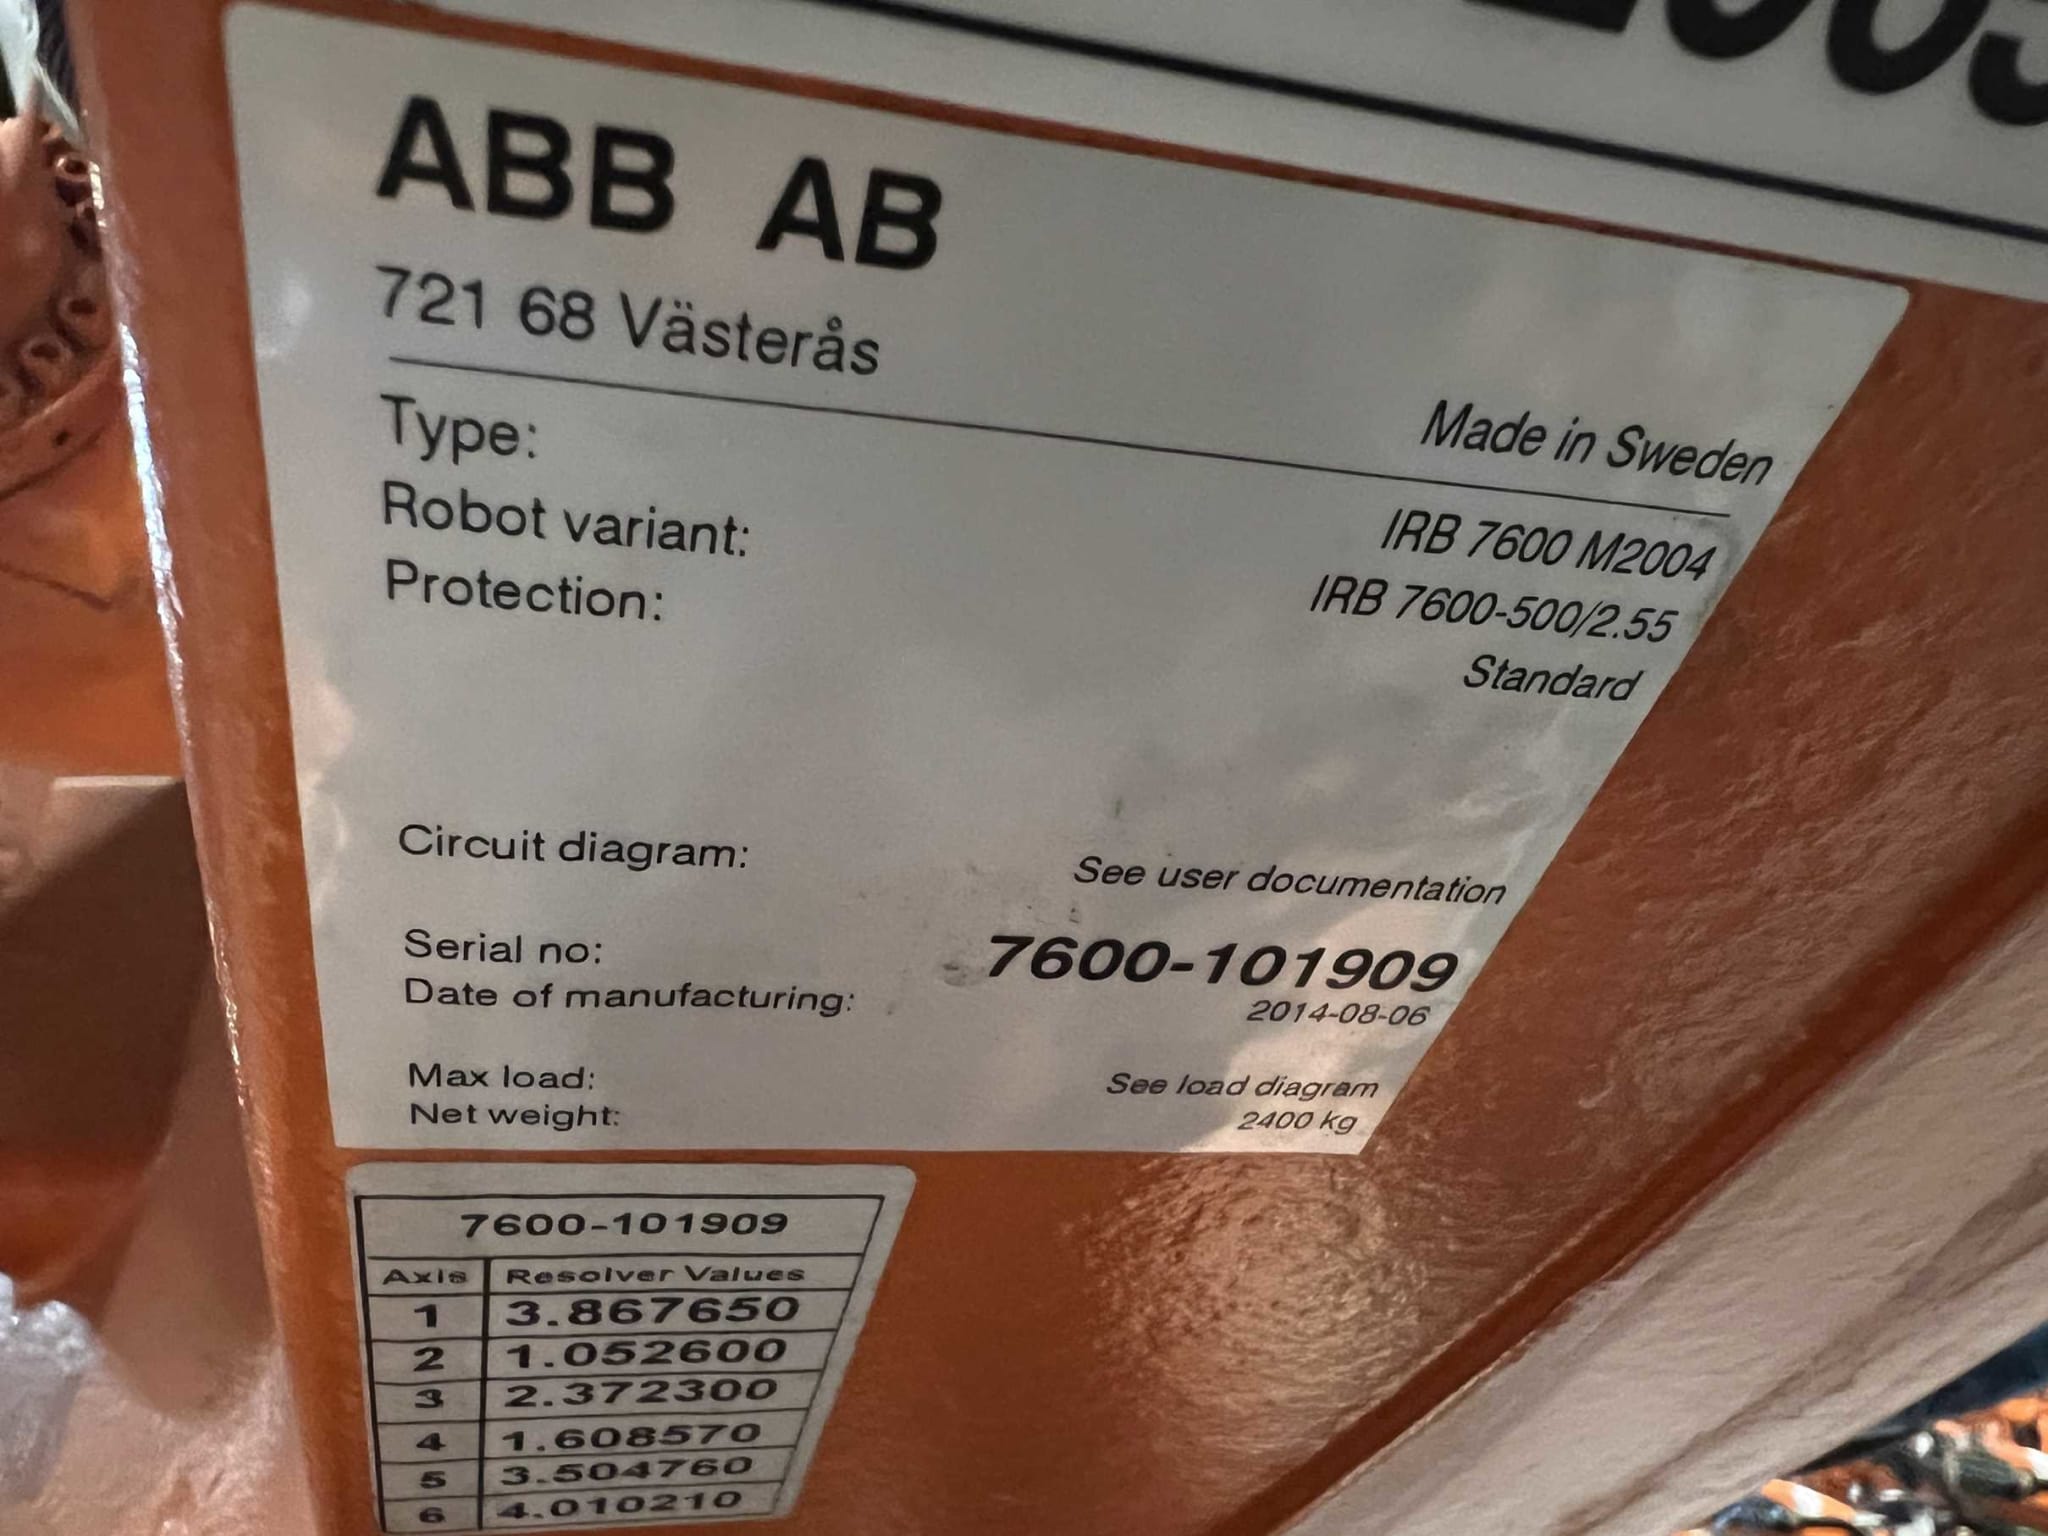 ABB AB
721 68 Västerås
Made in Sweden
Type: IRB 7600 M2004
Robot variant: IRB 7600-500/2.55
Protection: Standard
Circuit diagram: See user documentation
Serial no: 7600-101909
Date of manufacturing: 2014-08-06
Max load: See load diagram
Net weight: 2400 kg
7600-101909
Axis Resolver Values
1 3.867650
2 1.052600
3 2.372300
4 1.608570
5 3.504760
6 4.010210